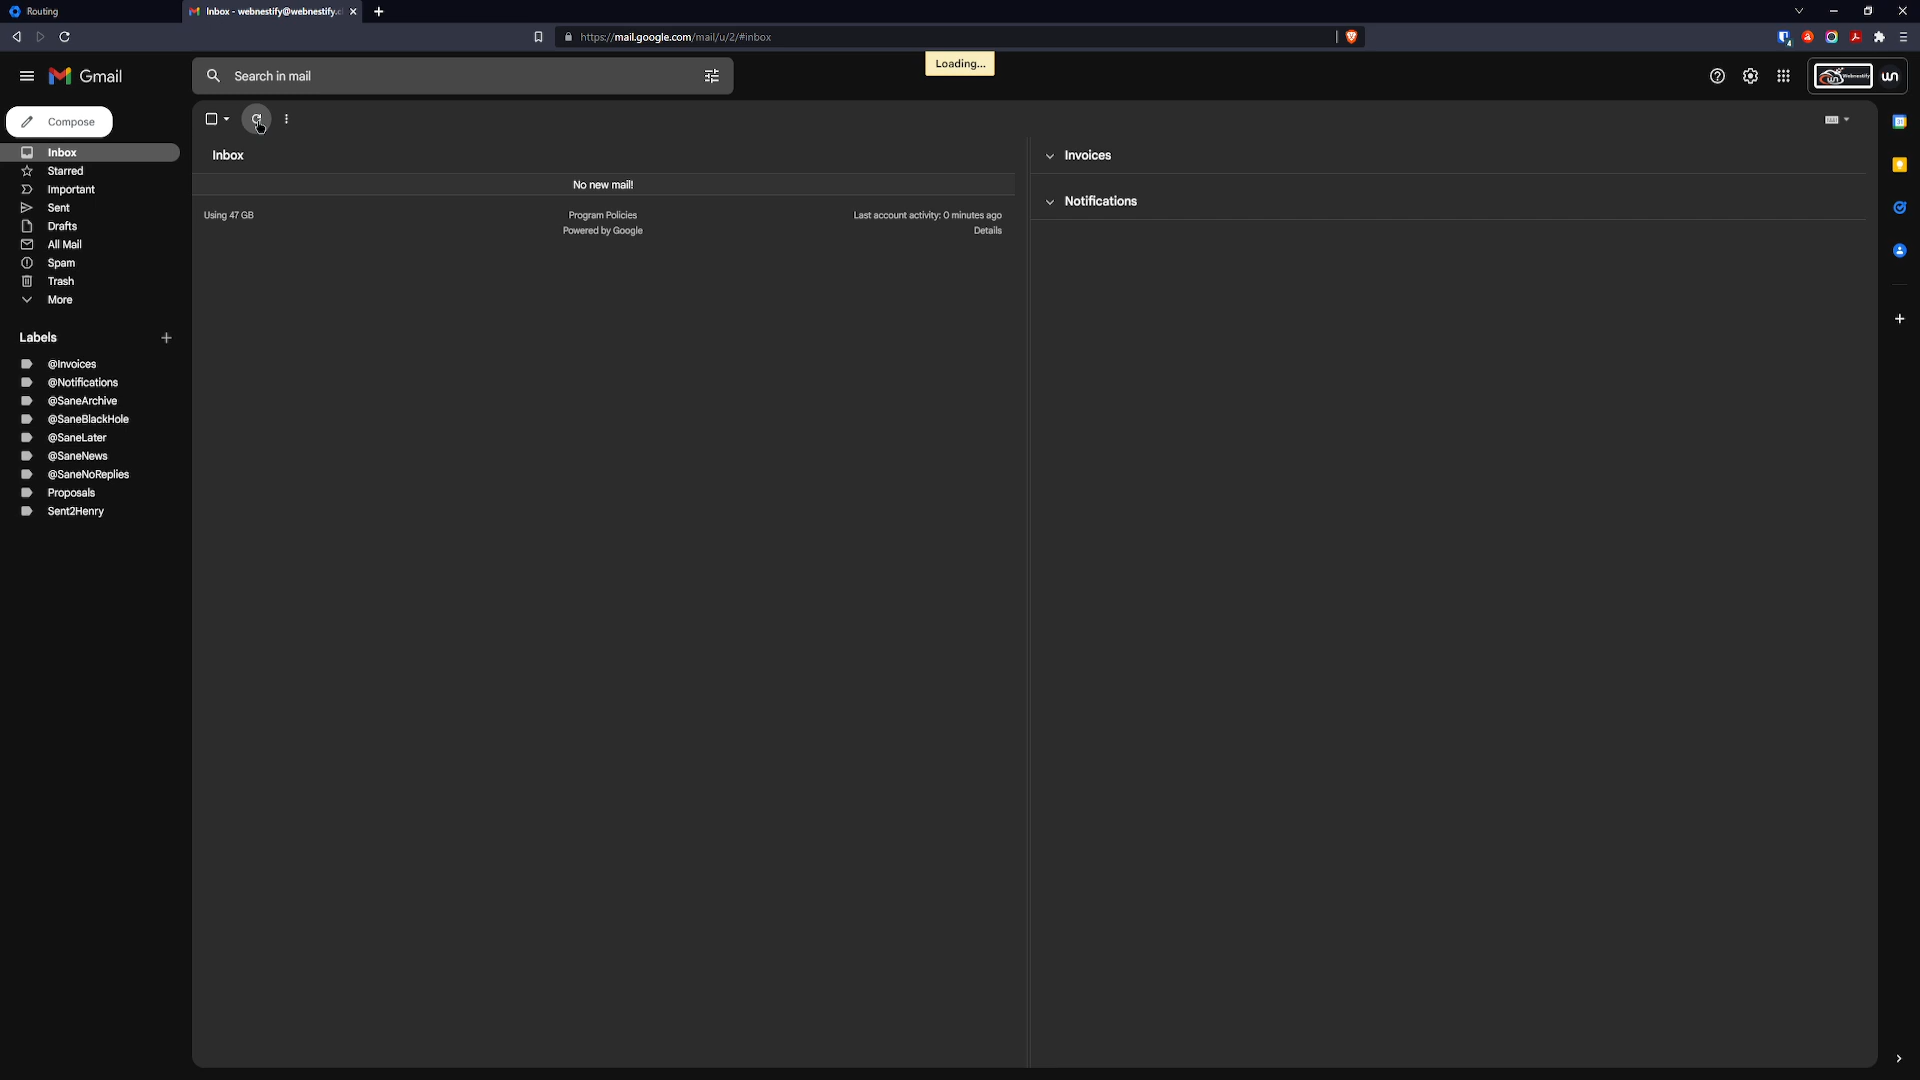 Routing
Inbox - webnestify@webnestify.c
https://mail.google.com/mail/u/2/#inbox
Loading...
Gmail
Search in mail
Compose
Inbox
Starred
Important
Sent
Drafts
All Mail
Spam
Trash
More
Labels
@Invoices
@Notifications
@SaneArchive
@SaneBlackHole
@SaneLater
@SaneNews
@SaneNoReplies
Proposals
Sent2Henry
Inbox
No new mail!
Using 47 GB
Program Policies
Powered by Google
Last account activity: 0 minutes ago
Details
Invoices
Notifications
Webnestify